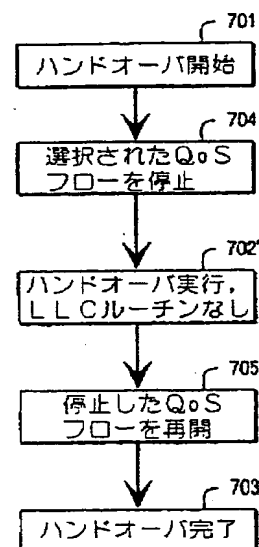 701
ハンドオーバ開始
704
選択されたQoS
フローを停止
702'
ハンドオーバ実行,
LLCルーチンなし
705
停止したQoS
フローを再開
703
ハンドオーバ完了